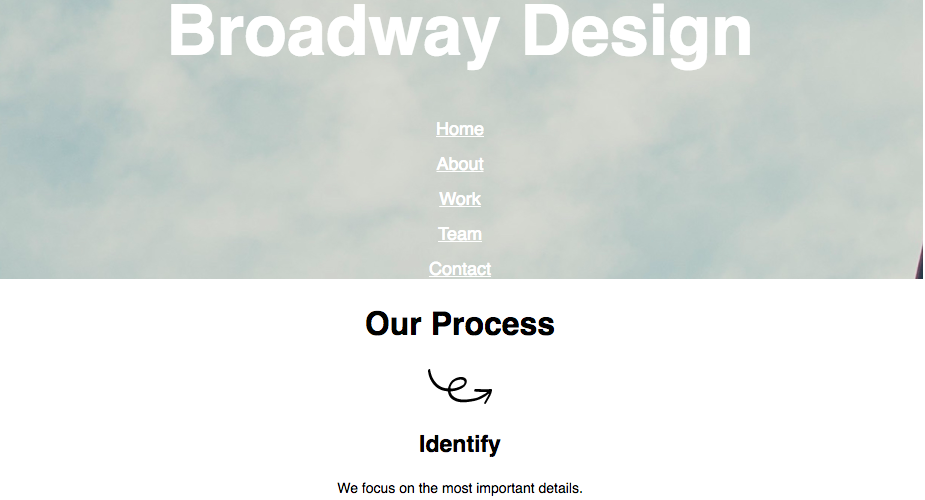 Broadway Design
Home
About
Work
Team
Contact
Our Process
Identify
We focus on the most important details.